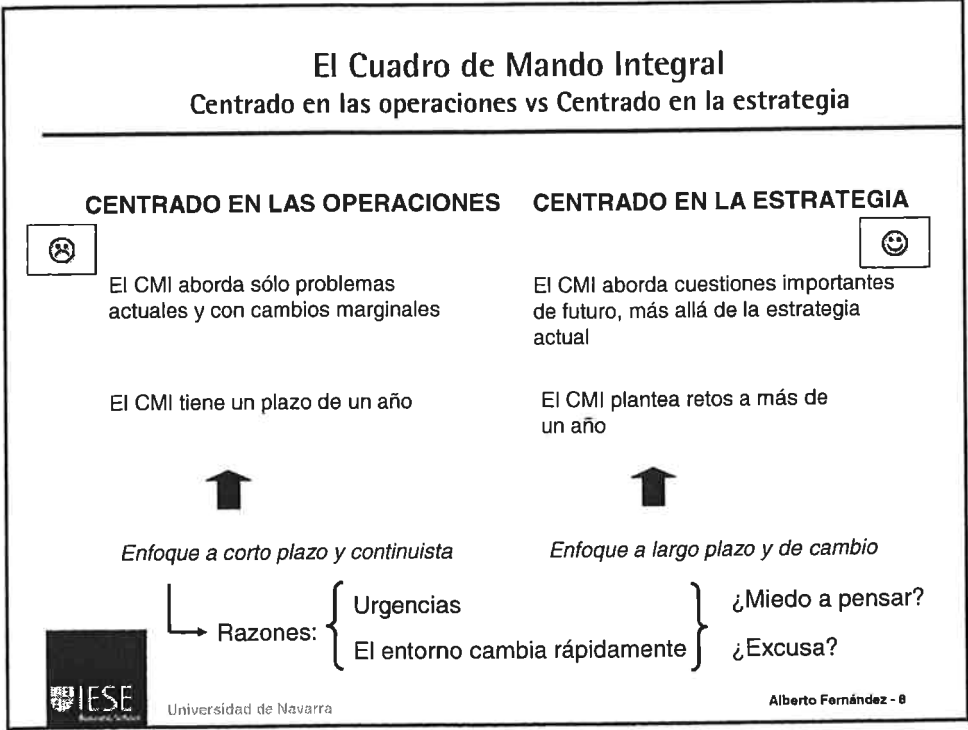 El Cuadro de Mando Integral
Centrado en las operaciones vs Centrado en la estrategia
CENTRADO EN LAS OPERACIONES
El CMI aborda sólo problemas
actuales y con cambios marginales
El CMI tiene un plazo de un año
Enfoque a corto plazo y continuista
CENTRADO EN LA ESTRATEGIA
El CMI aborda cuestiones importantes
de futuro, más allá de la estrategia
actual
El CMI plantea retos a más de
un año
Enfoque a largo plazo y de cambio
Razones:
Urgencias
El entorno cambia rápidamente
¿Miedo a pensar?
¿Excusa?
IESE
Business School
Universidad de Navarra
Alberto Fernández - 6